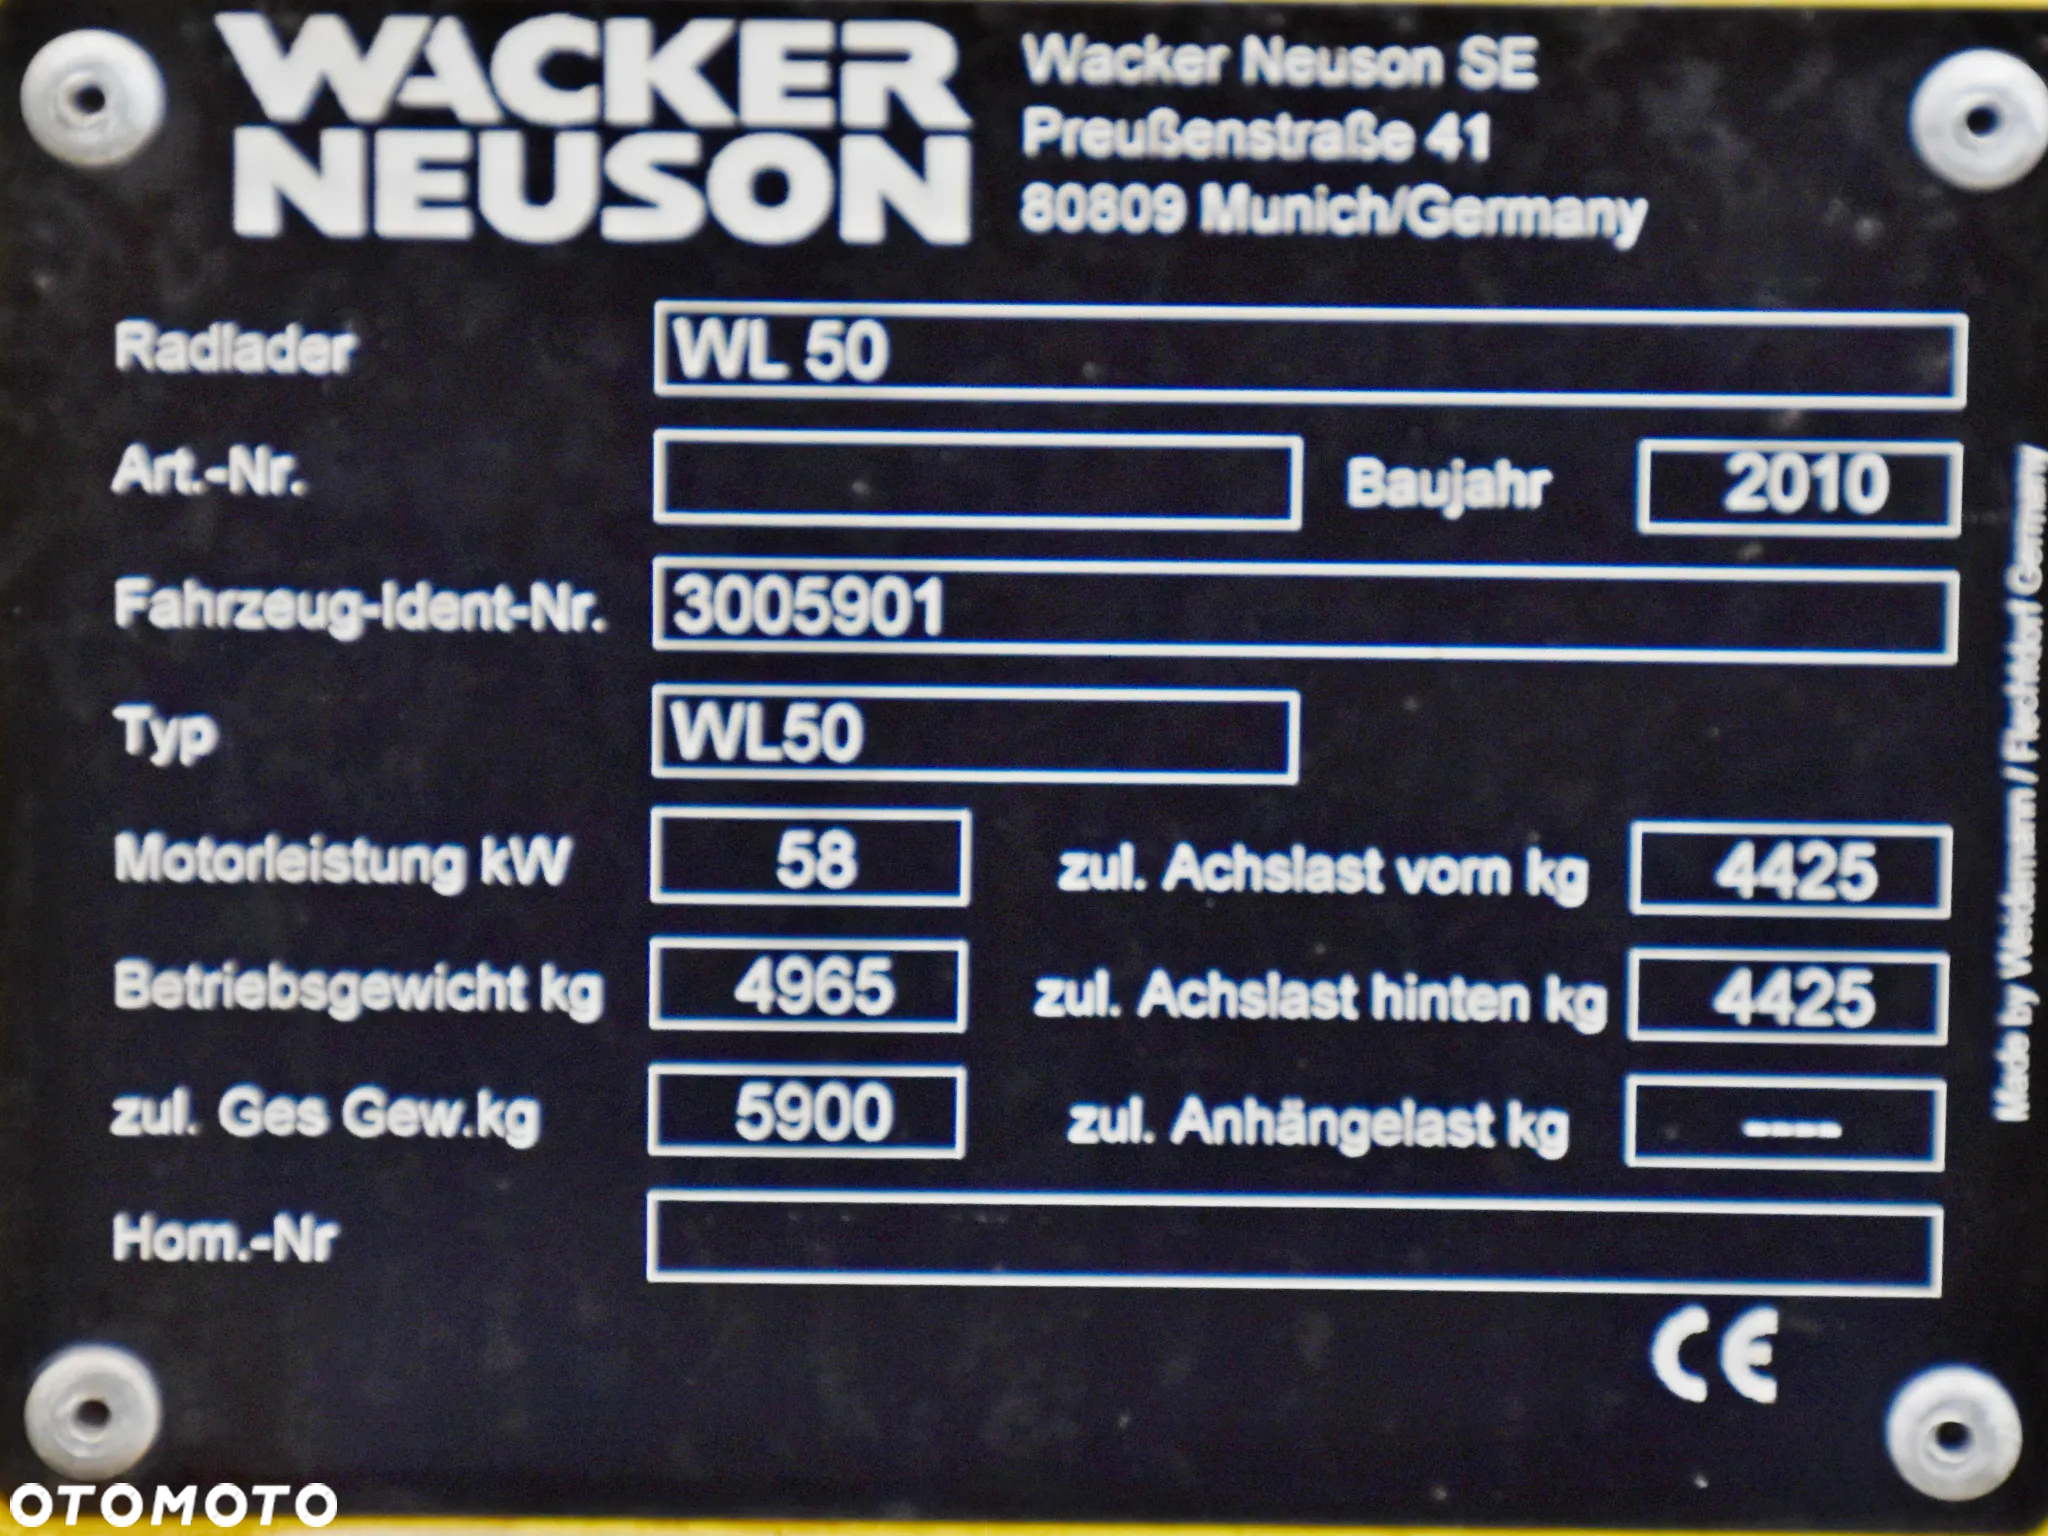 WACKER
NEUSON
Wacker Neuson SE
Preußenstraße 41
80809 Munich/Germany
Radlader WL 50
Art.-Nr. Baujahr 2010
Fahrzeug-Ident-Nr. 3005901
Typ WL50
Motorleistung kW 58 zul. Achslast vorn kg 4425
Betriebsgewicht kg 4965 zul. Achslast hinten kg 4425
zul. Ges Gew.kg 5900 zul. Anhängelast kg ----
Hom.-Nr
CE
Made by Weidemann / Flechtdorf Germany
OTOMOTO